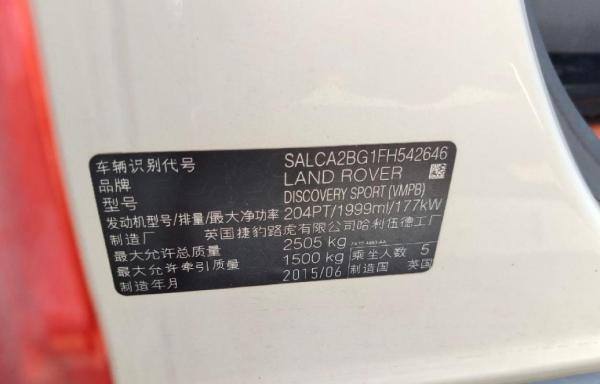 车辆识别代号 SALCA2BG1FH542646
品牌 LAND ROVER
型号 DISCOVERY SPORT (VMPB)
发动机型号/排量/最大净功率 204PT/1999ml/177kW
制造厂 英国捷豹路虎有限公司哈利伍德工厂
最大允许总质量 2505 kg
最大允许牵引质量 1500 kg 乘坐人数 5
制造年月 2015/06 制造国 英国